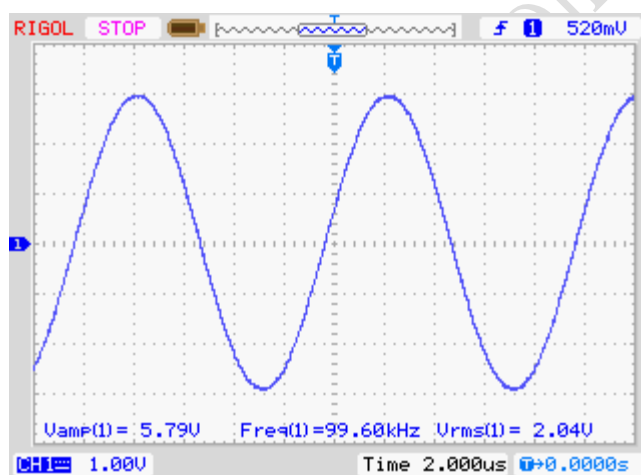 RIGOL STOP T 1 520mV
T
1
Vamp(1)= 5.79V Freq(1)=99.60kHz Vrms(1)= 2.04V
CH1 1.00V Time 2.000us T→0.0000s